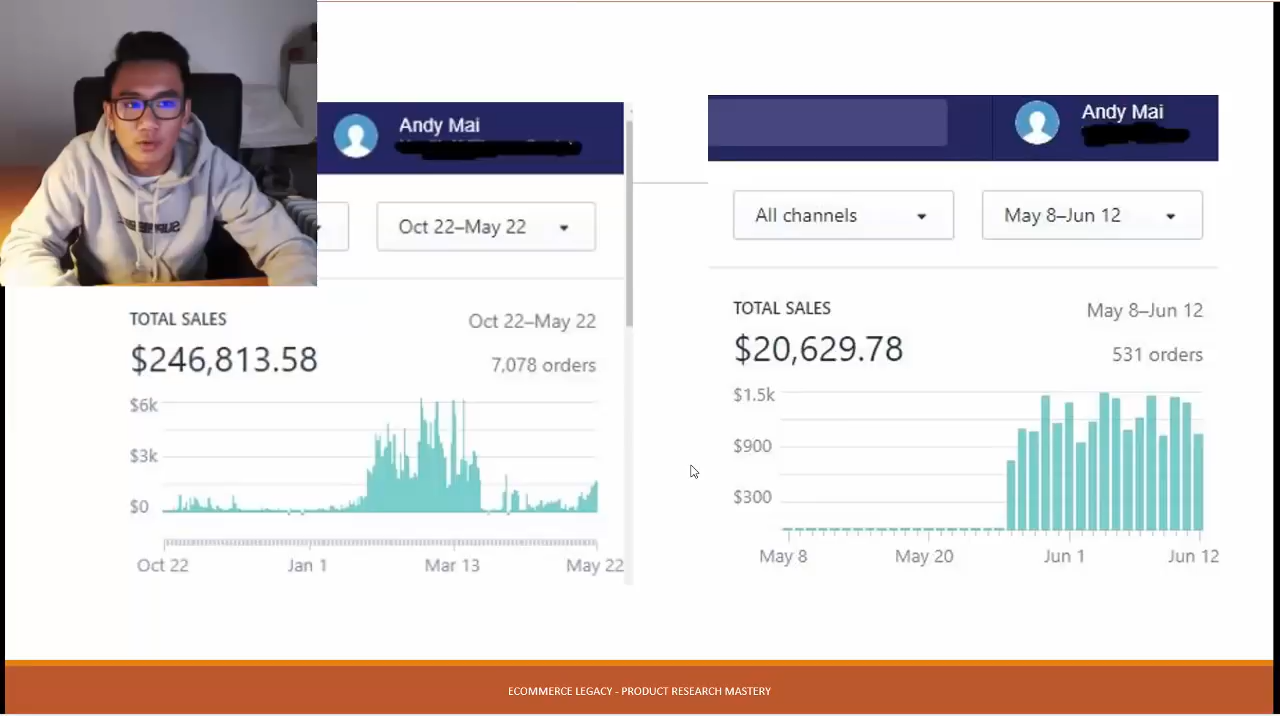 Andy Mai
Oct 22–May 22
TOTAL SALES
Oct 22–May 22
$246,813.58
7,078 orders
$6k
$3k
$0
Oct 22
Jan 1
Mar 13
May 22
Andy Mai
All channels
May 8–Jun 12
TOTAL SALES
May 8–Jun 12
$20,629.78
531 orders
$1.5k
$900
$300
May 8
May 20
Jun 1
Jun 12
ECOMMERCE LEGACY - PRODUCT RESEARCH MASTERY